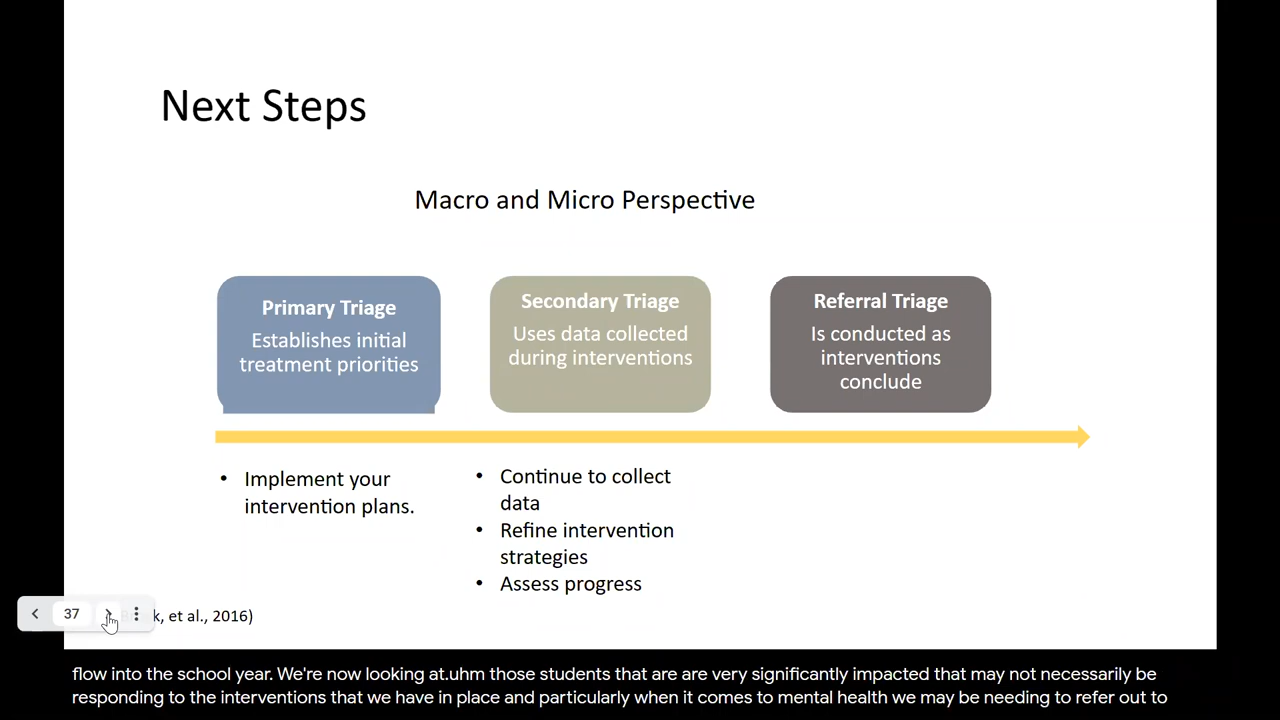 Next Steps
Macro and Micro Perspective
Primary Triage
Establishes initial
treatment priorities
Secondary Triage
Uses data collected
during interventions
Referral Triage
Is conducted as
interventions
conclude
• Implement your
intervention plans.
• Continue to collect
data
• Refine intervention
strategies
• Assess progress
37
et al., 2016)
flow into the school year. We're now looking at.uhm those students that are are very significantly impacted that may not necessarily be
responding to the interventions that we have in place and particularly when it comes to mental health we may be needing to refer out to